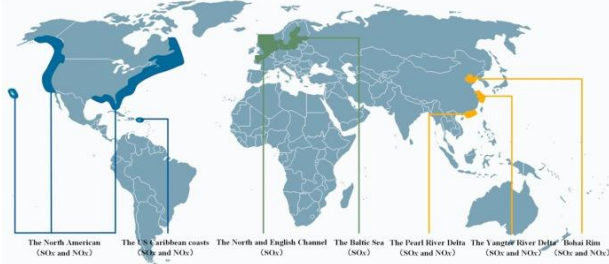 The North American
（SOx and NOx）
The US Caribbean coasts
（SOx and NOx）
The North and English Channel
（SOx）
The Baltic Sea
（SOx）
The Pearl River Delta
（SOx and NOx）
The Yangtze River Delta
（SOx and NOx）
Bohai Rim
（SOx and NOx）